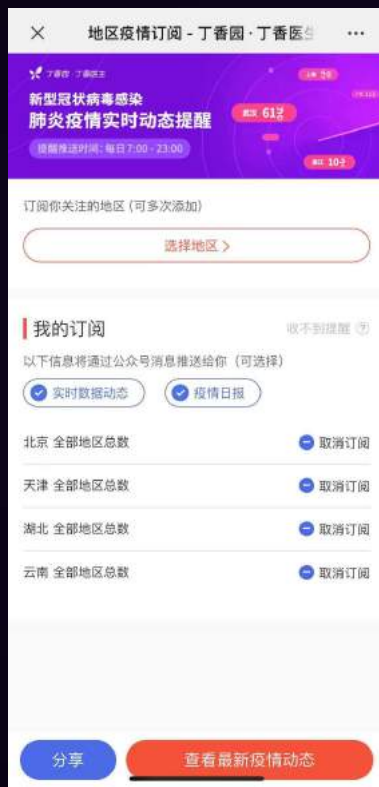 地区疫情订阅 - 丁香园·丁香医生
丁香园·丁香医生
新型冠状病毒感染
肺炎疫情实时动态提醒
提醒推送时间：每日7:00 - 23:00
武汉 61例
订阅你关注的地区 (可多次添加)
选择地区 >
我的订阅
收不到提醒 ?
以下信息将通过公众号消息推送给你（可选择）
实时数据动态
疫情日报
北京 全部地区总数
取消订阅
天津 全部地区总数
取消订阅
湖北 全部地区总数
取消订阅
云南 全部地区总数
取消订阅
分享
查看最新疫情动态